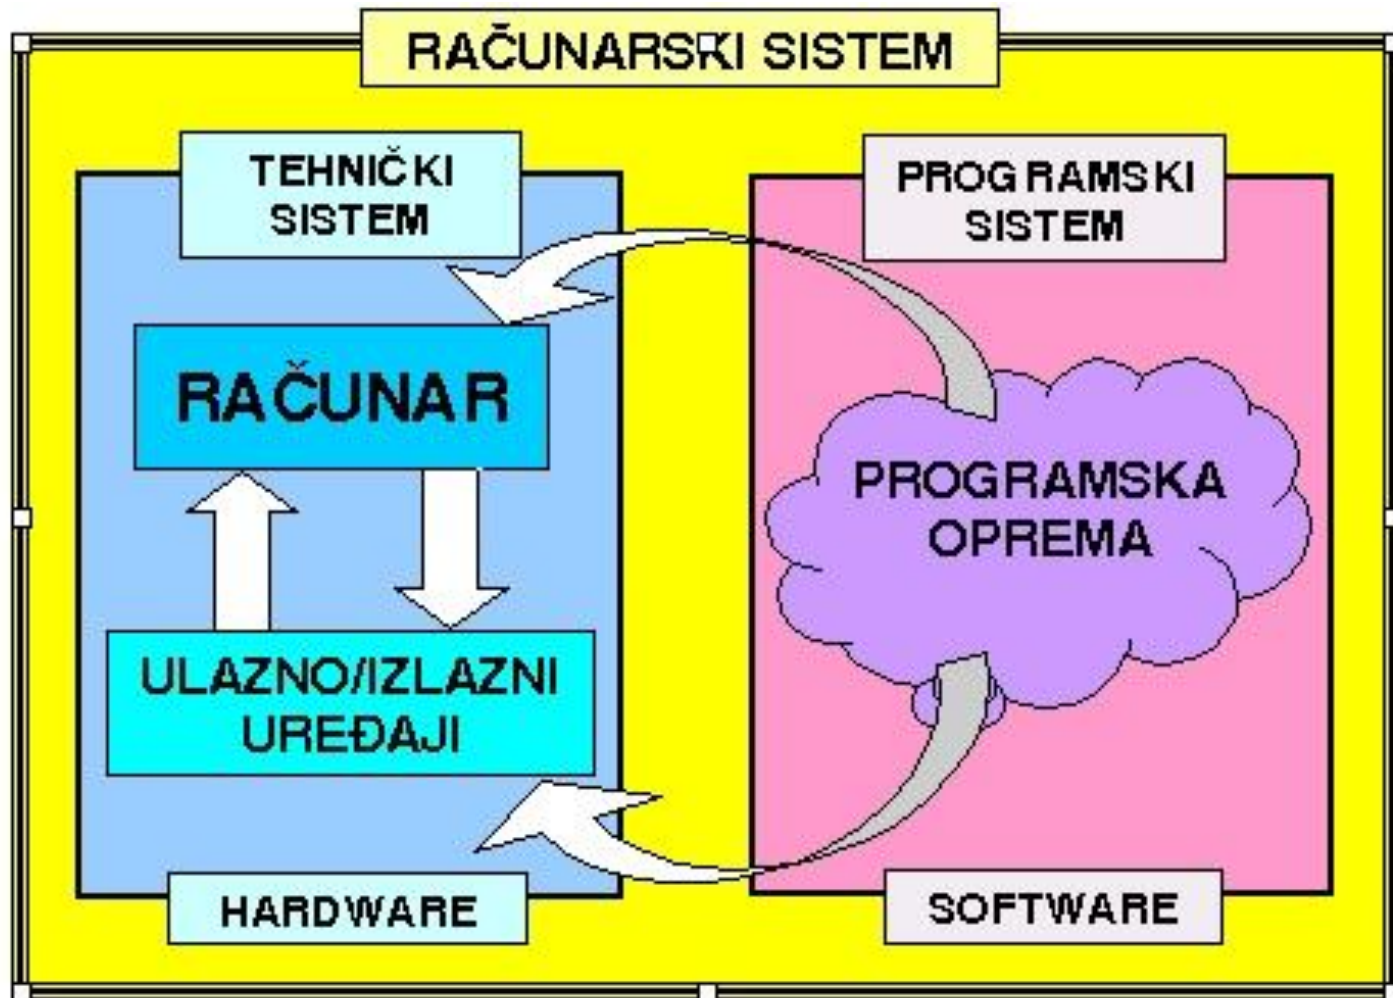 RAČUNARSKI SISTEM
TEHNIČKI
SISTEM
RAČUNAR
ULAZNO/IZLAZNI
UREĐAJI
HARDWARE
PROGRAMSKI
SISTEM
PROGRAMSKA
OPREMA
SOFTWARE